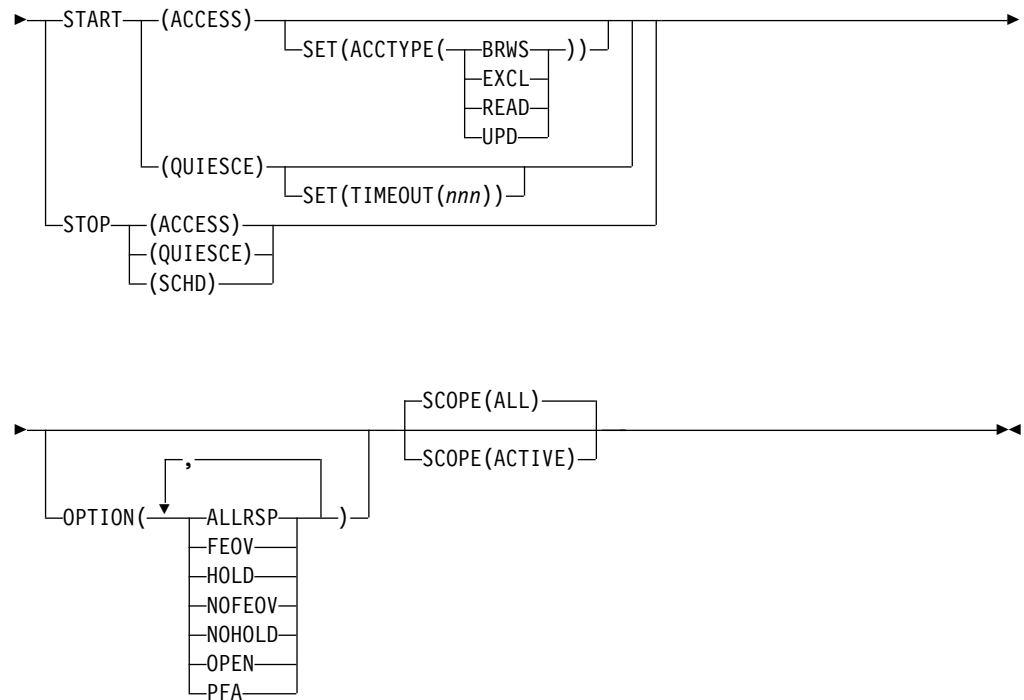 START (ACCESS)
SET(ACCTYPE( BRWS ))
EXCL
READ
UPD
(QUIESCE)
SET(TIMEOUT(nnn))
STOP (ACCESS)
(QUIESCE)
(SCHD)
SCOPE(ALL)
SCOPE(ACTIVE)
,
OPTION( ALLRSP )
FEOV
HOLD
NOFEOV
NOHOLD
OPEN
PFA